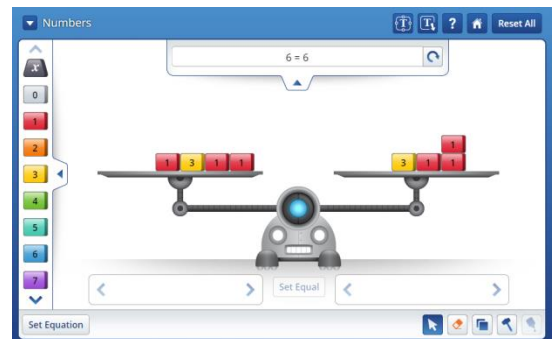 Numbers
T T ? Reset All
6 = 6
x
0
1
2
3
4
5
6
7
1 3 1 1
1
3 1 1
Set Equal
Set Equation